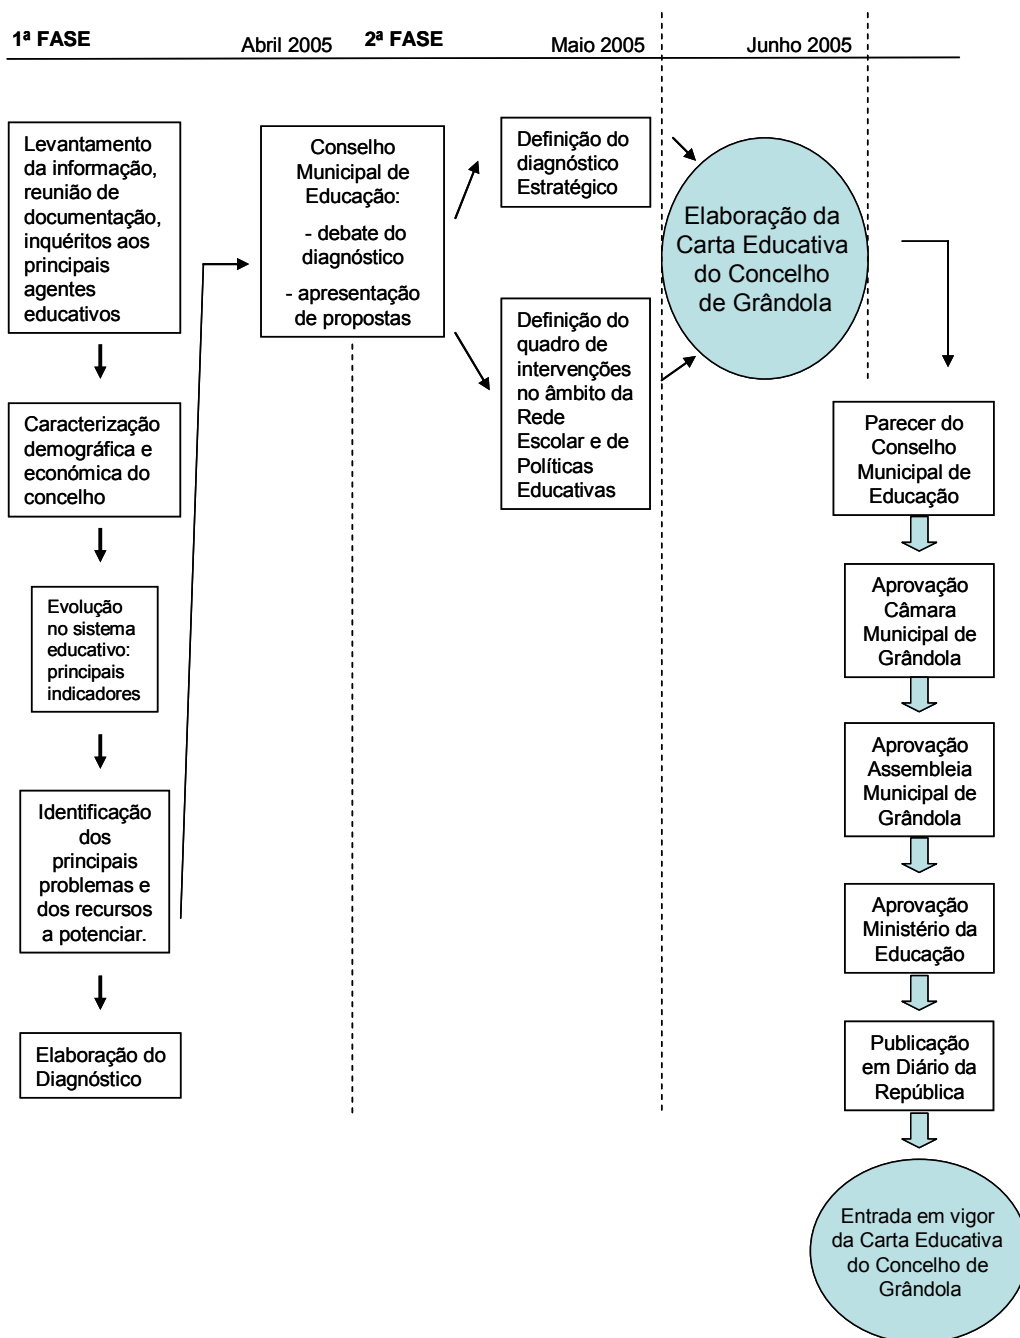 1ª FASE
Abril 2005
2ª FASE
Maio 2005
Junho 2005
Levantamento
da informação,
reunião de
documentação,
inquéritos aos
principais
agentes
educativos
Caracterização
demográfica e
económica do
concelho
Evolução
no sistema
educativo:
principais
indicadores
Identificação
dos
principais
problemas e
dos recursos
a potenciar.
Elaboração do
Diagnóstico
Conselho
Municipal de
Educação:
- debate do
diagnóstico
- apresentação
de propostas
Definição do
diagnóstico
Estratégico
Definição do
quadro de
intervenções
no âmbito da
Rede
Escolar e de
Políticas
Educativas
Elaboração da
Carta Educativa
do Concelho
de Grândola
Parecer do
Conselho
Municipal de
Educação
Aprovação
Câmara
Municipal de
Grândola
Aprovação
Assembleia
Municipal de
Grândola
Aprovação
Ministério da
Educação
Publicação
em Diário da
República
Entrada em vigor
da Carta Educativa
do Concelho de
Grândola